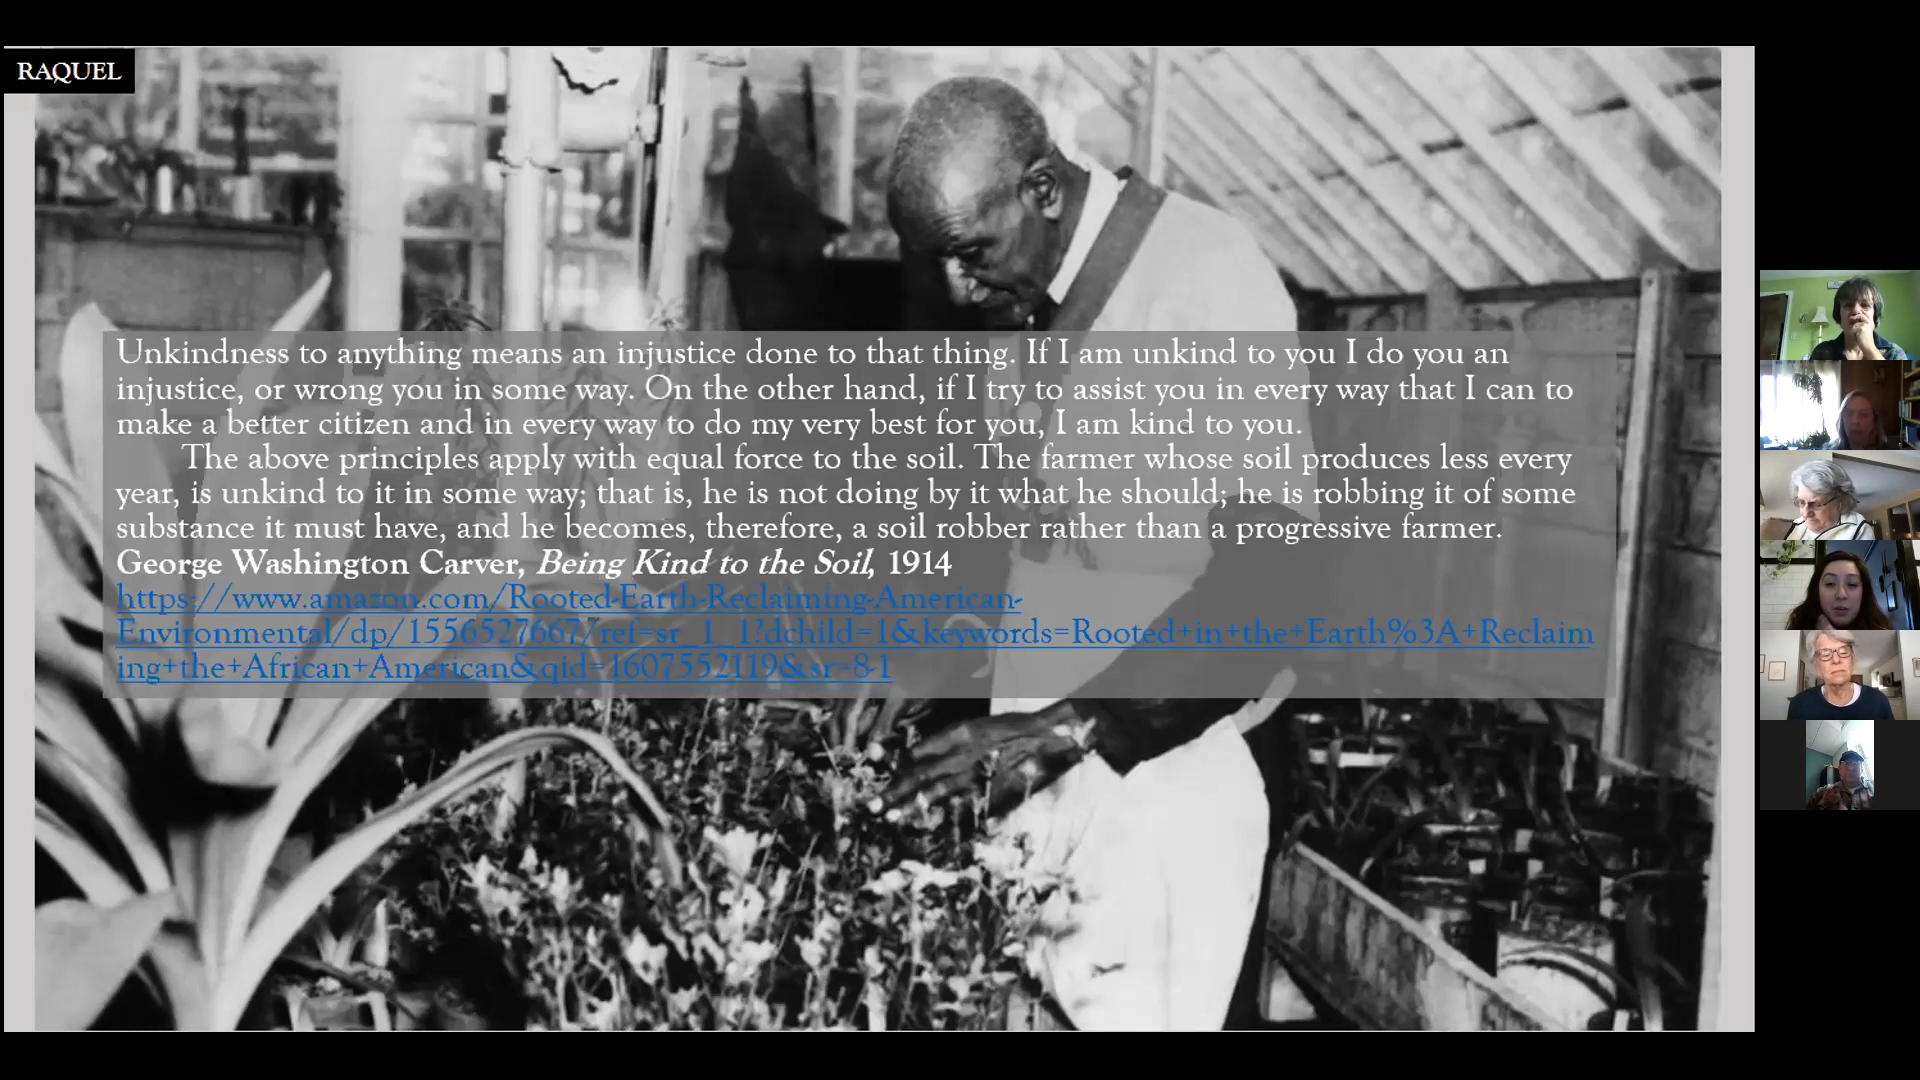 RAQUEL
Unkindness to anything means an injustice done to that thing. If I am unkind to you I do you an
injustice, or wrong you in some way. On the other hand, if I try to assist you in every way that I can to
make a better citizen and in every way to do my very best for you, I am kind to you.
The above principles apply with equal force to the soil. The farmer whose soil produces less every
year, is unkind to it in some way; that is, he is not doing by it what he should; he is robbing it of some
substance it must have, and he becomes, therefore, a soil robber rather than a progressive farmer.
George Washington Carver, Being Kind to the Soil, 1914
https://www.amazon.com/Rooted-Earth-Reclaiming-American-
Environmental/dp/1556527667/ref=sr_1_1?dchild=1&keywords=Rooted+in+the+Earth%3A+Reclaim
ing+the+African+American&qid=1607552119&sr=8-1